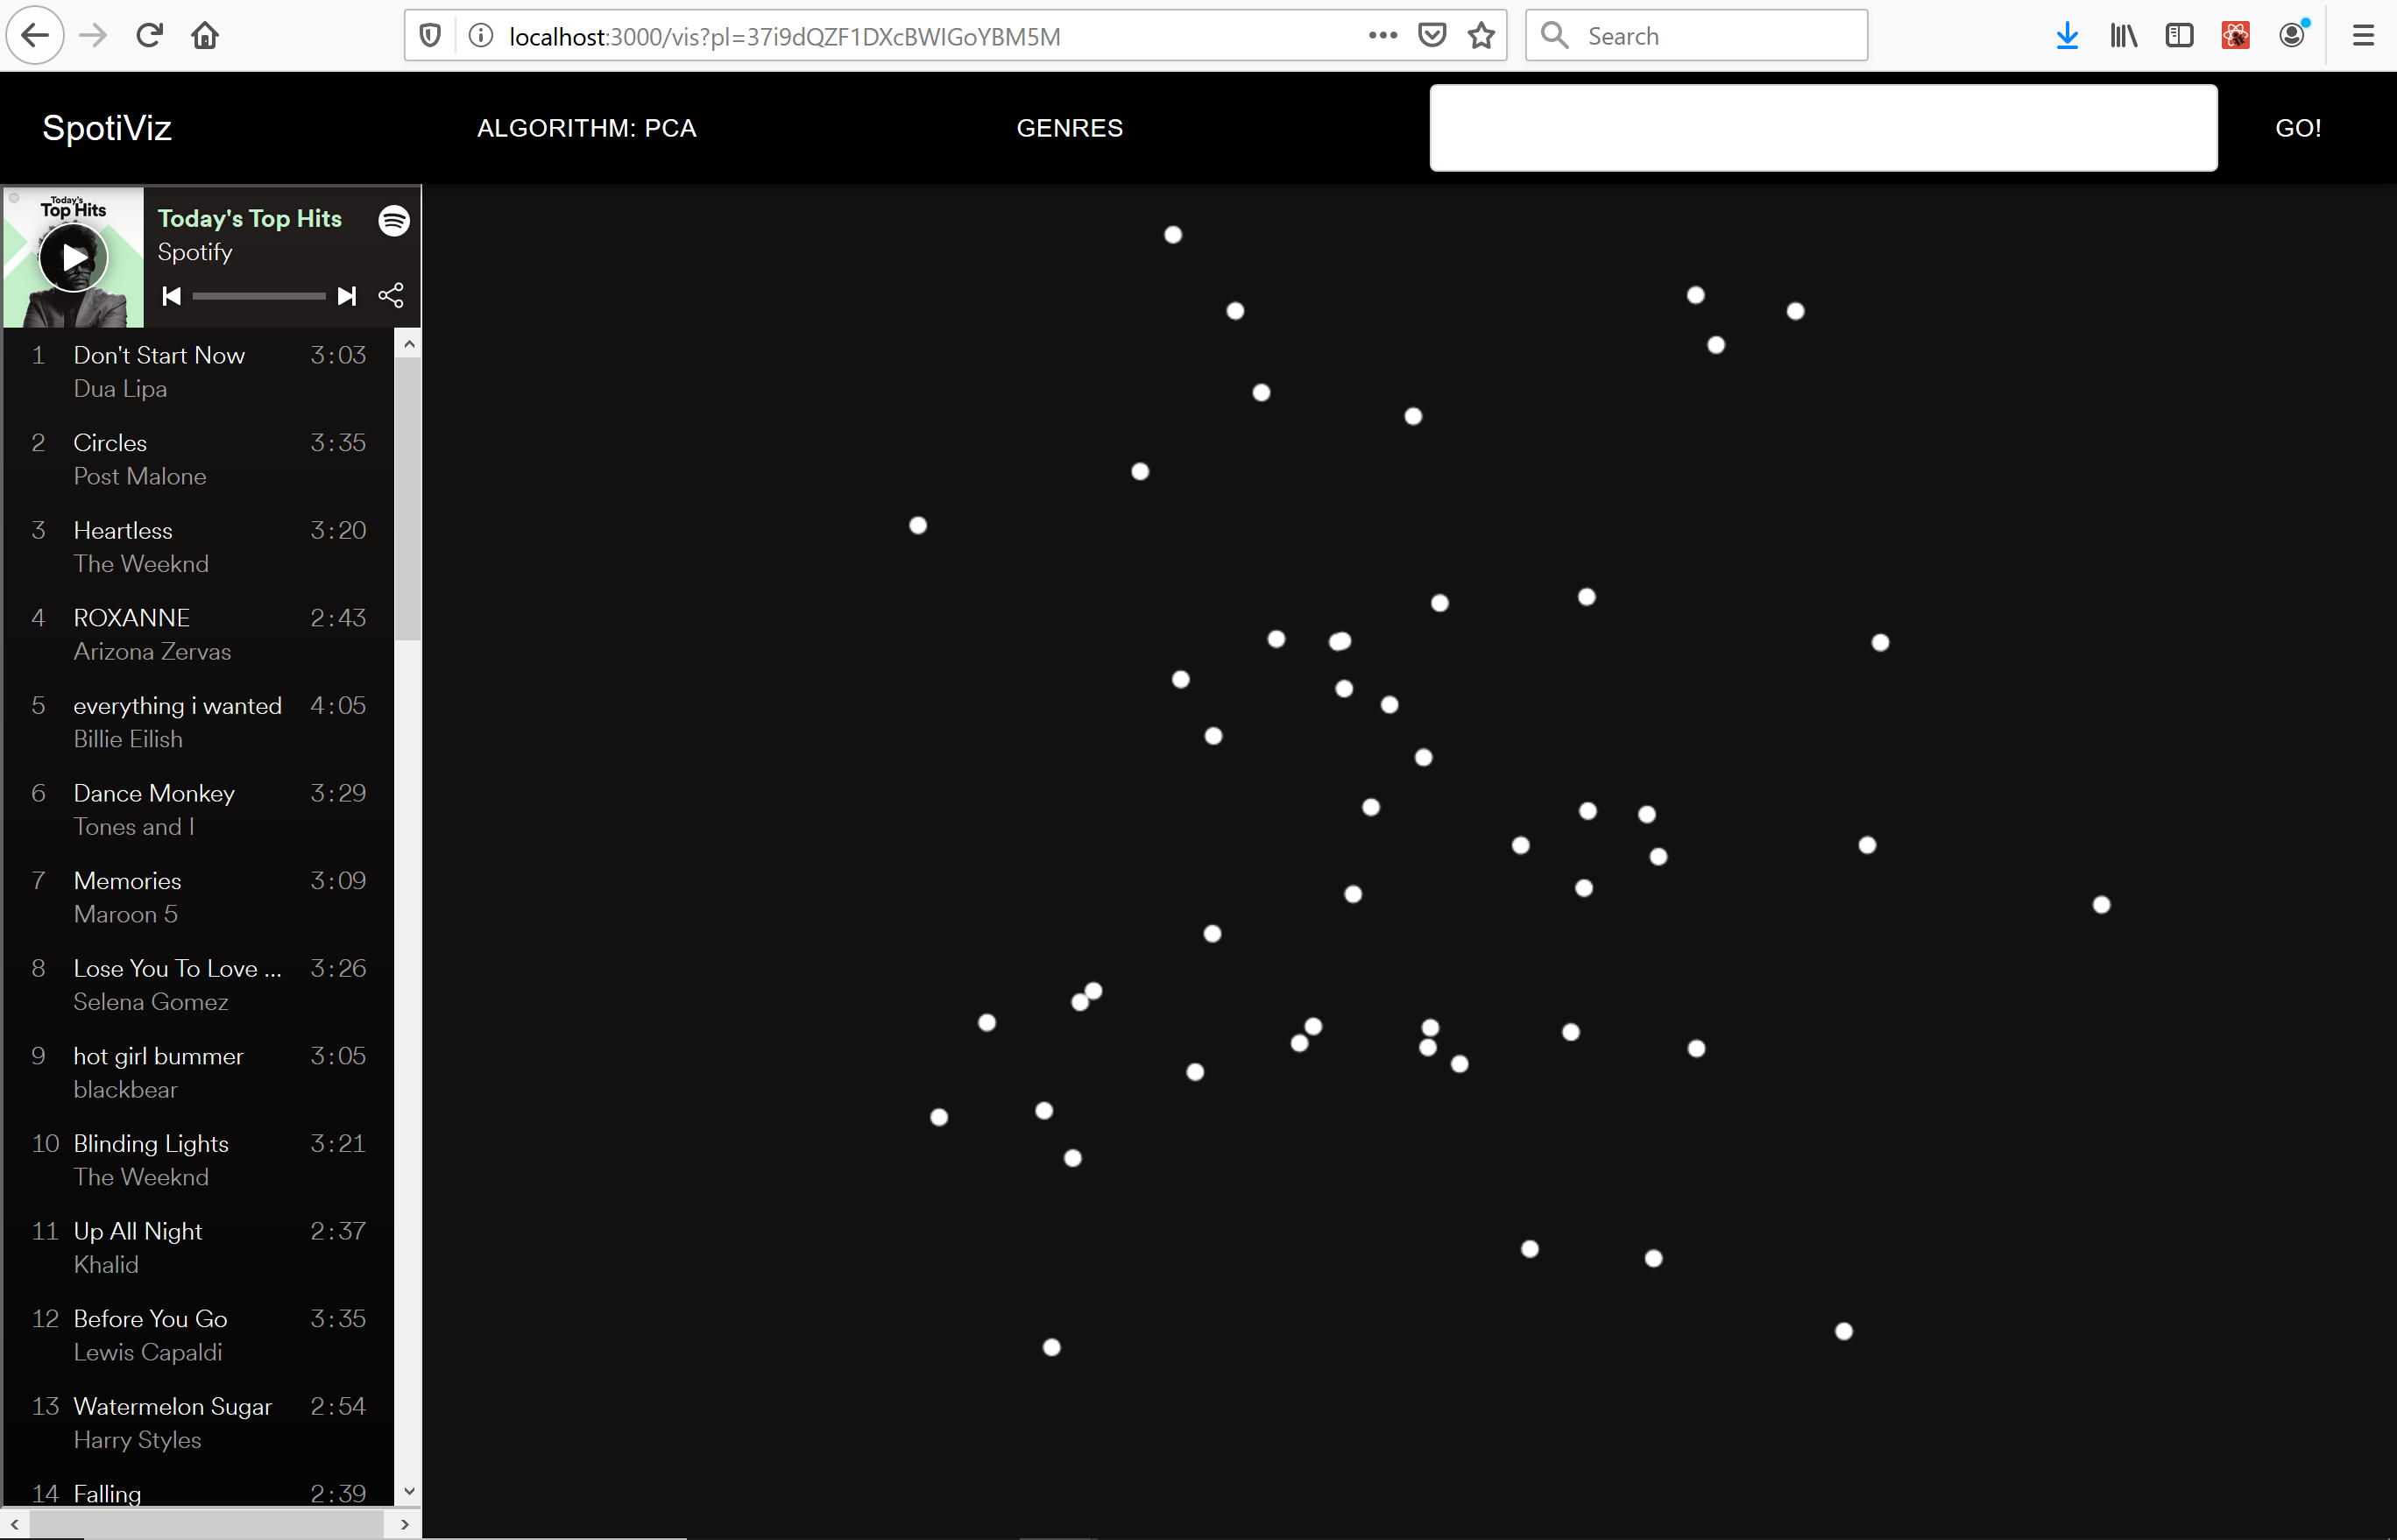 localhost:3000/vis?pl=37i9dQZF1DXcBWIGoYBM5M
Search
SpotiViz
ALGORITHM: PCA
GENRES
GO!
Today's
Top Hits
Today's Top Hits
Spotify
1 Don't Start Now 3:03
Dua Lipa
2 Circles 3:35
Post Malone
3 Heartless 3:20
The Weeknd
4 ROXANNE 2:43
Arizona Zervas
5 everything i wanted 4:05
Billie Eilish
6 Dance Monkey 3:29
Tones and I
7 Memories 3:09
Maroon 5
8 Lose You To Love ... 3:26
Selena Gomez
9 hot girl bummer 3:05
blackbear
10 Blinding Lights 3:21
The Weeknd
11 Up All Night 2:37
Khalid
12 Before You Go 3:35
Lewis Capaldi
13 Watermelon Sugar 2:54
Harry Styles
14 Falling 2:39